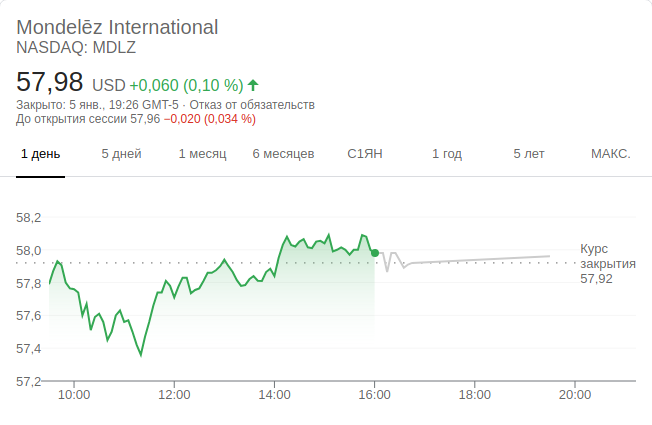 Mondelēz International
NASDAQ: MDLZ
57,98 USD +0,060 (0,10 %)
Закрыто: 5 янв., 19:26 GMT-5 · Отказ от обязательств
До открытия сессии 57,96 −0,020 (0,034 %)
1 день 5 дней 1 месяц 6 месяцев С1ЯН 1 год 5 лет МАКС.
58,2
58,0
57,8
57,6
57,4
57,2
Курс
закрытия
57,92
10:00 12:00 14:00 16:00 18:00 20:00